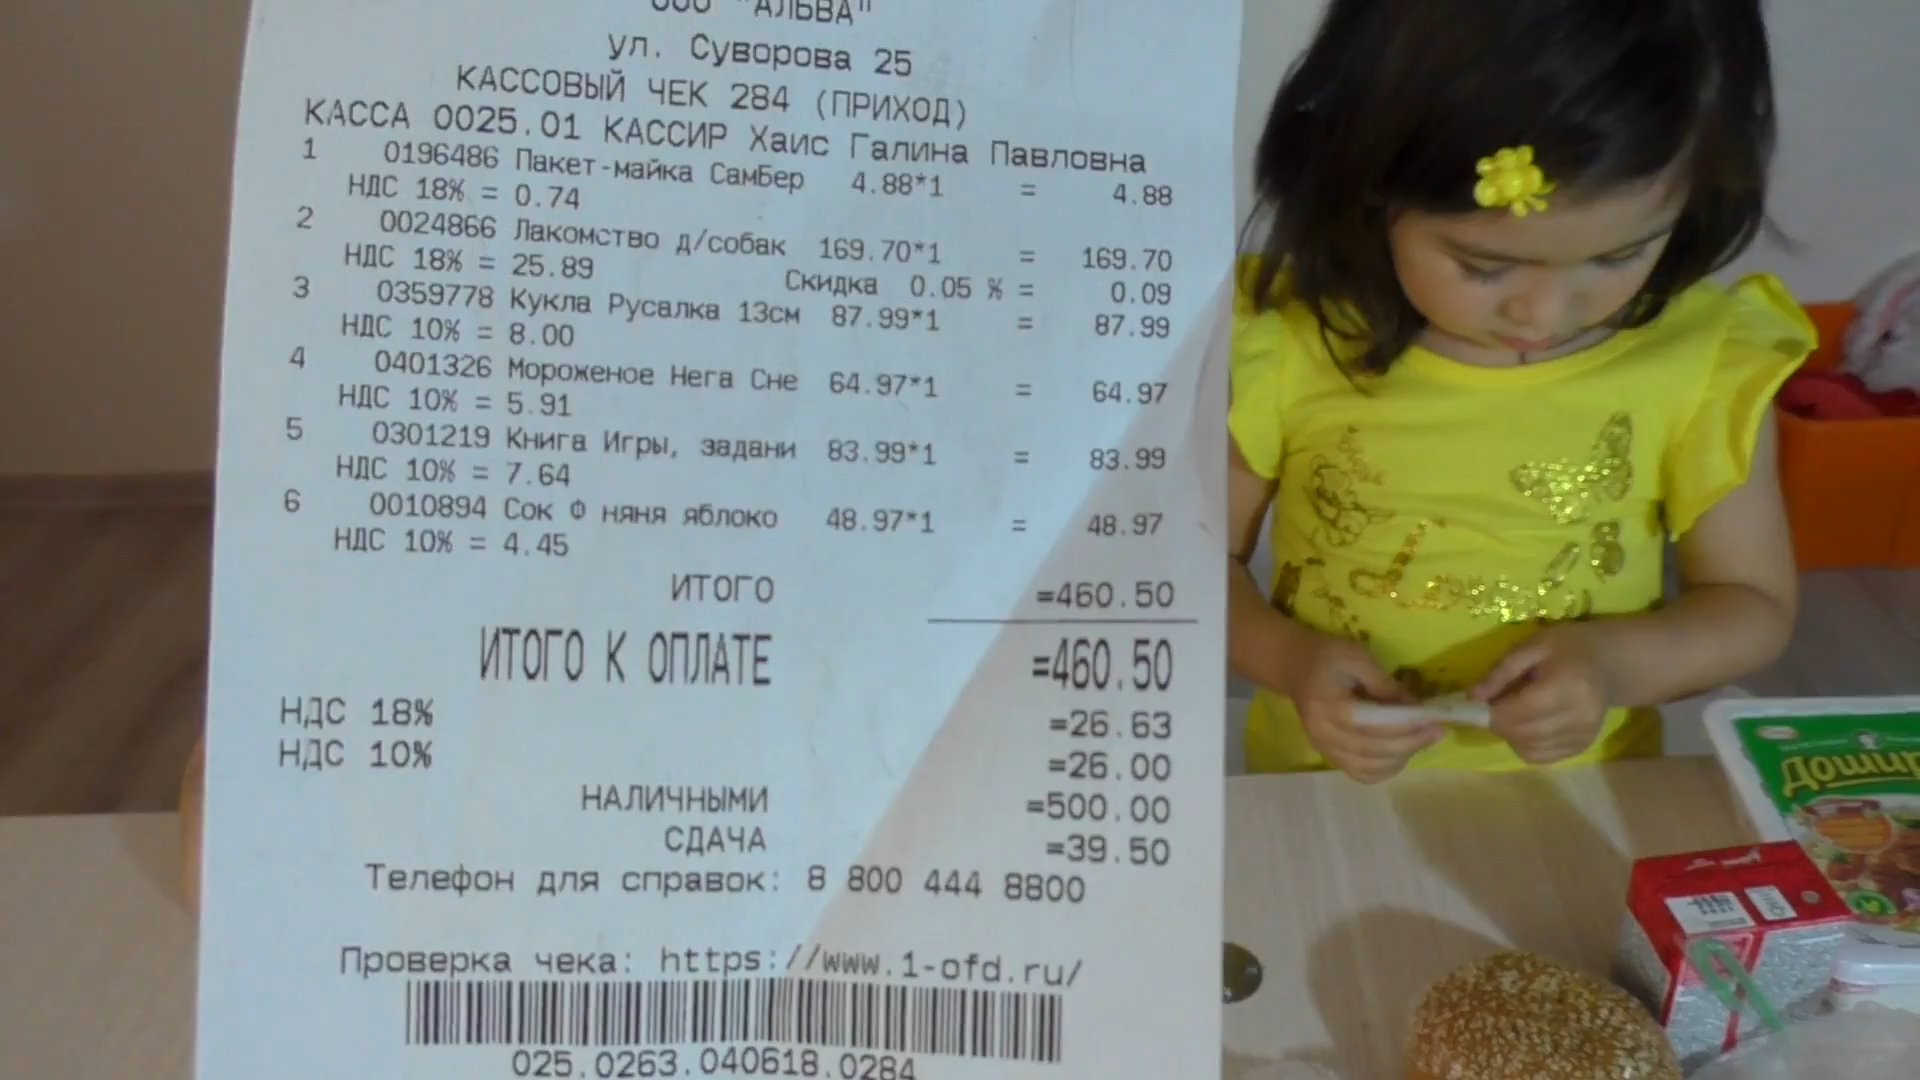 ООО "АЛЬВА"
ул. Суворова 25
КАССОВЫЙ ЧЕК 284 (ПРИХОД)
КАССА 0025.01 КАССИР Хаис Галина Павловна
1 0196486 Пакет-майка СамБер 4.88*1 = 4.88
НДС 18% = 0.74
2 0024866 Лакомство д/собак 169.70*1 = 169.70
НДС 18% = 25.89 Скидка 0.05 % = 0.09
3 0359778 Кукла Русалка 13см 87.99*1 = 87.99
НДС 10% = 8.00
4 0401326 Мороженое Нега Сне 64.97*1 = 64.97
НДС 10% = 5.91
5 0301219 Книга Игры, задани 83.99*1 = 83.99
НДС 10% = 7.64
6 0010894 Сок Ф няня яблоко 48.97*1 = 48.97
НДС 10% = 4.45
ИТОГО =460.50
ИТОГО К ОПЛАТЕ =460.50
НДС 18% =26.63
НДС 10% =26.00
НАЛИЧНЫМИ =500.00
СДАЧА =39.50
Телефон для справок: 8 800 444 8800
Проверка чека: https://www.1-ofd.ru/
025.0263.040618.0284